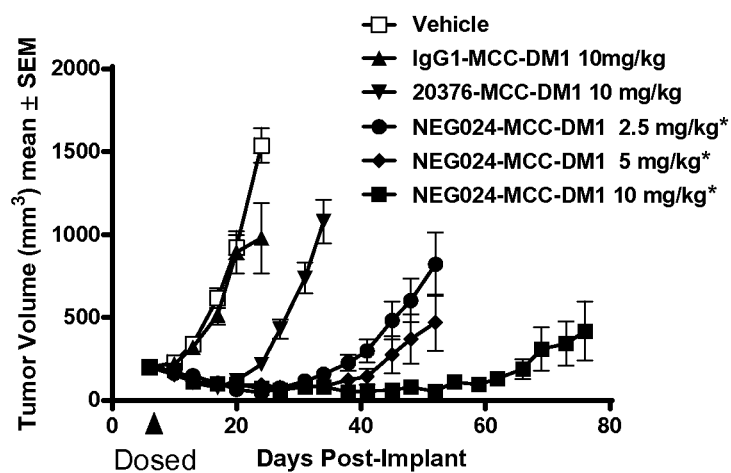 Vehicle
IgG1-MCC-DM1 10mg/kg
20376-MCC-DM1 10 mg/kg
NEG024-MCC-DM1 2.5 mg/kg*
NEG024-MCC-DM1 5 mg/kg*
NEG024-MCC-DM1 10 mg/kg*
Tumor Volume (mm³) mean ± SEM
2000
1500
1000
500
0
0 20 40 60 80
Dosed
Days Post-Implant